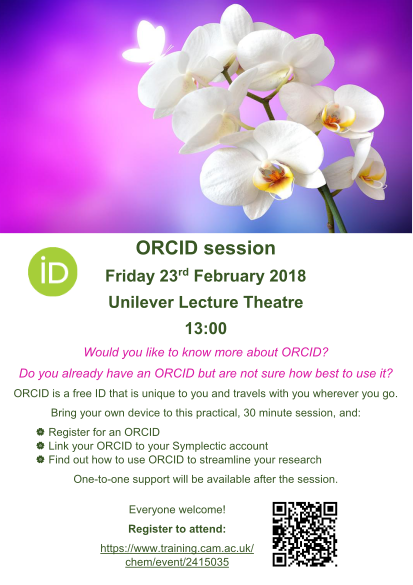 iD
ORCID session
Friday 23rd February 2018
Unilever Lecture Theatre
13:00
Would you like to know more about ORCID?
Do you already have an ORCID but are not sure how best to use it?
ORCID is a free ID that is unique to you and travels with you wherever you go.
Bring your own device to this practical, 30 minute session, and:
Register for an ORCID
Link your ORCID to your Symplectic account
Find out how to use ORCID to streamline your research
One-to-one support will be available after the session.
Everyone welcome!
Register to attend:
https://www.training.cam.ac.uk/
chem/event/2415035